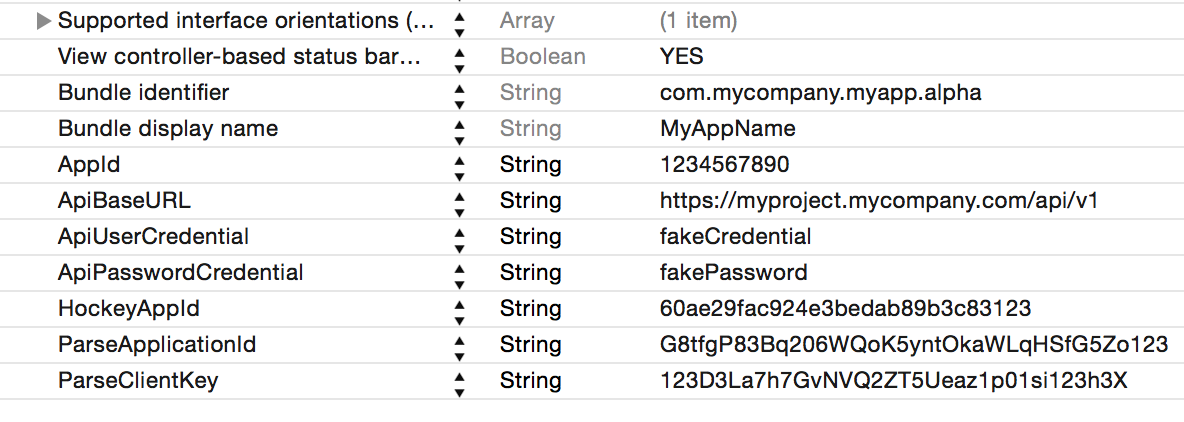 Supported interface orientations (... Array (1 item)
View controller-based status bar... Boolean YES
Bundle identifier String com.mycompany.myapp.alpha
Bundle display name String MyAppName
AppId String 1234567890
ApiBaseURL String https://myproject.mycompany.com/api/v1
ApiUserCredential String fakeCredential
ApiPasswordCredential String fakePassword
HockeyAppId String 60ae29fac924e3bedab89b3c83123
ParseApplicationId String G8tfgP83Bq206WQoK5yntOkaWLqHSfG5Zo123
ParseClientKey String 123D3La7h7GvNVQ2ZT5Ueaz1p01si123h3X